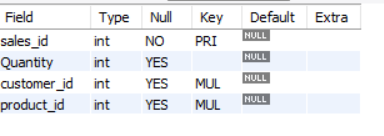 Field Type Null Key Default Extra
sales_id int NO PRI NULL
Quantity int YES NULL
customer_id int YES MUL NULL
product_id int YES MUL NULL